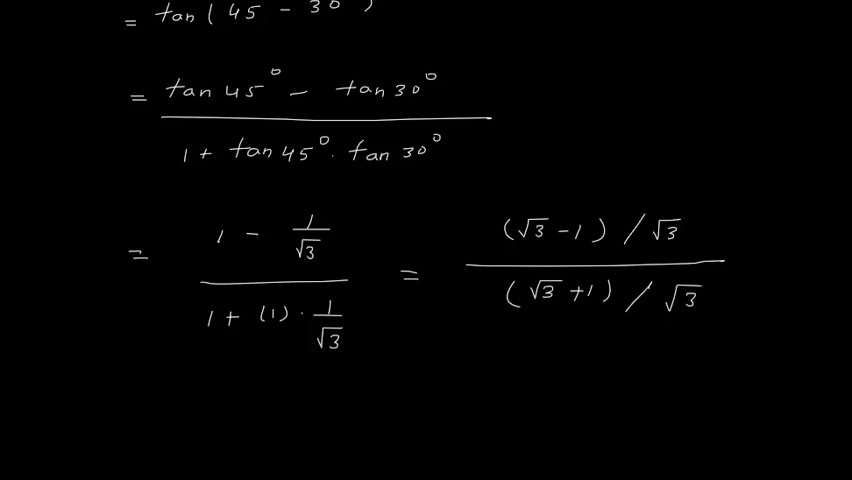 = tan(45 - 30)
= tan 45° - tan 30°
1 + tan 45° . tan 30°
= 1 - 1/√3 = (√3 - 1) / √3
1 + (1) . 1/√3 (√3 + 1) / √3